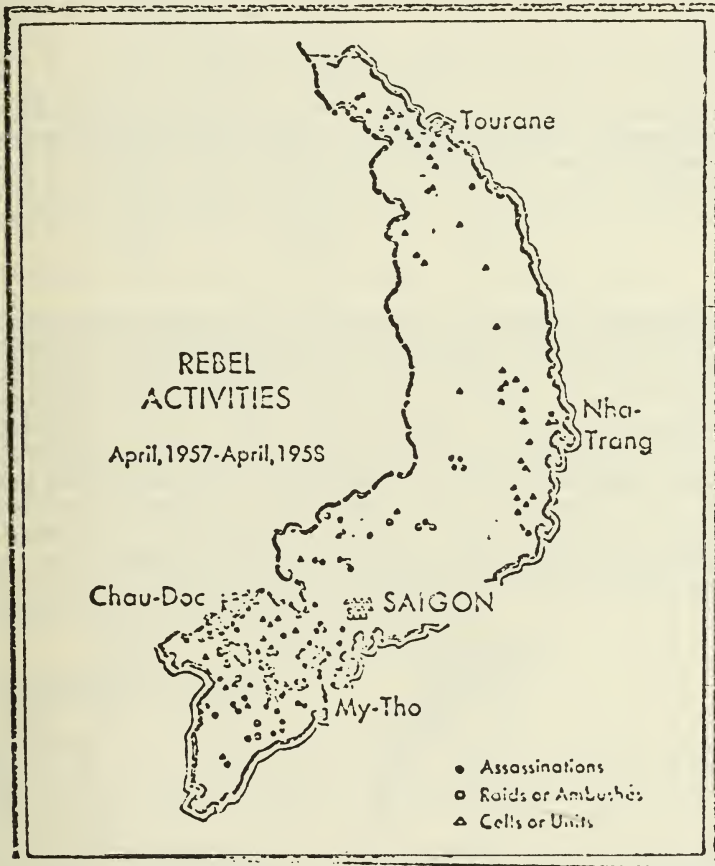 Tourane
REBEL
ACTIVITIES
April, 1957-April, 1958
Nha-
Trang
Chau-Doc
SAIGON
My-Tho
Assassinations
Raids or Ambushes
Cells or Units